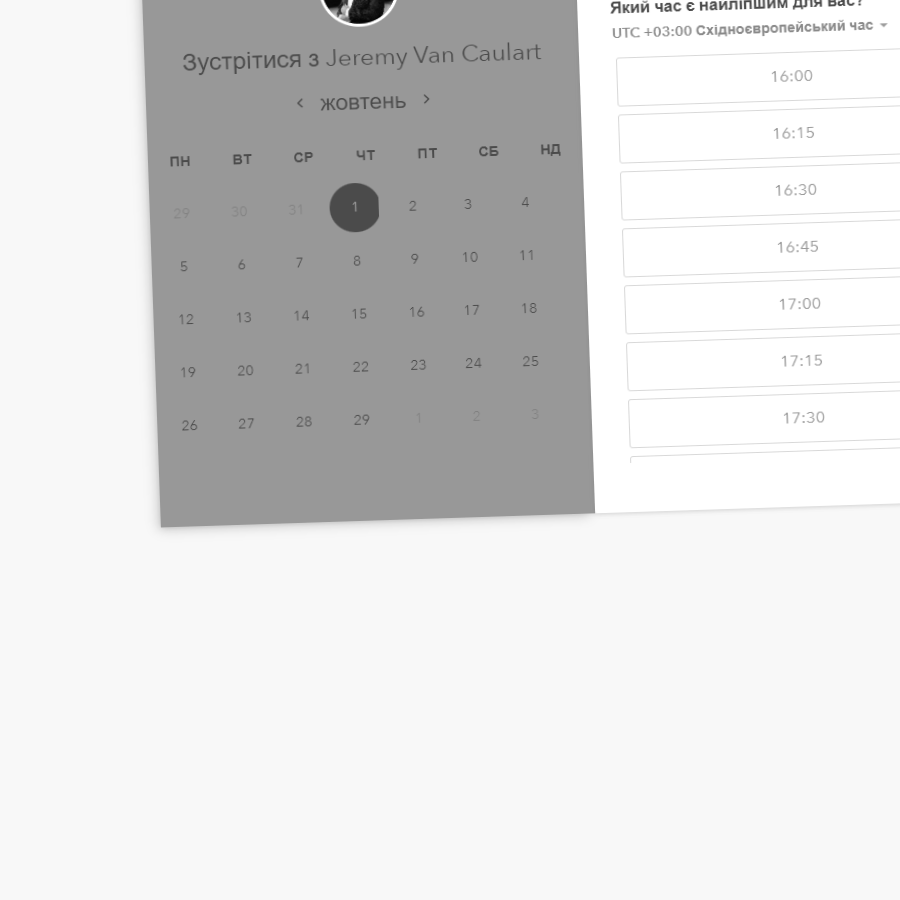 Зустрітися з Jeremy Van Caulart
жовтень
ПН ВТ СР ЧТ ПТ СБ НД
29 30 31 1 2 3 4
5 6 7 8 9 10 11
12 13 14 15 16 17 18
19 20 21 22 23 24 25
26 27 28 29 1 2 3
Який час є найліпшим для вас?
UTC +03:00 Східноєвропейський час
16:00
16:15
16:30
16:45
17:00
17:15
17:30